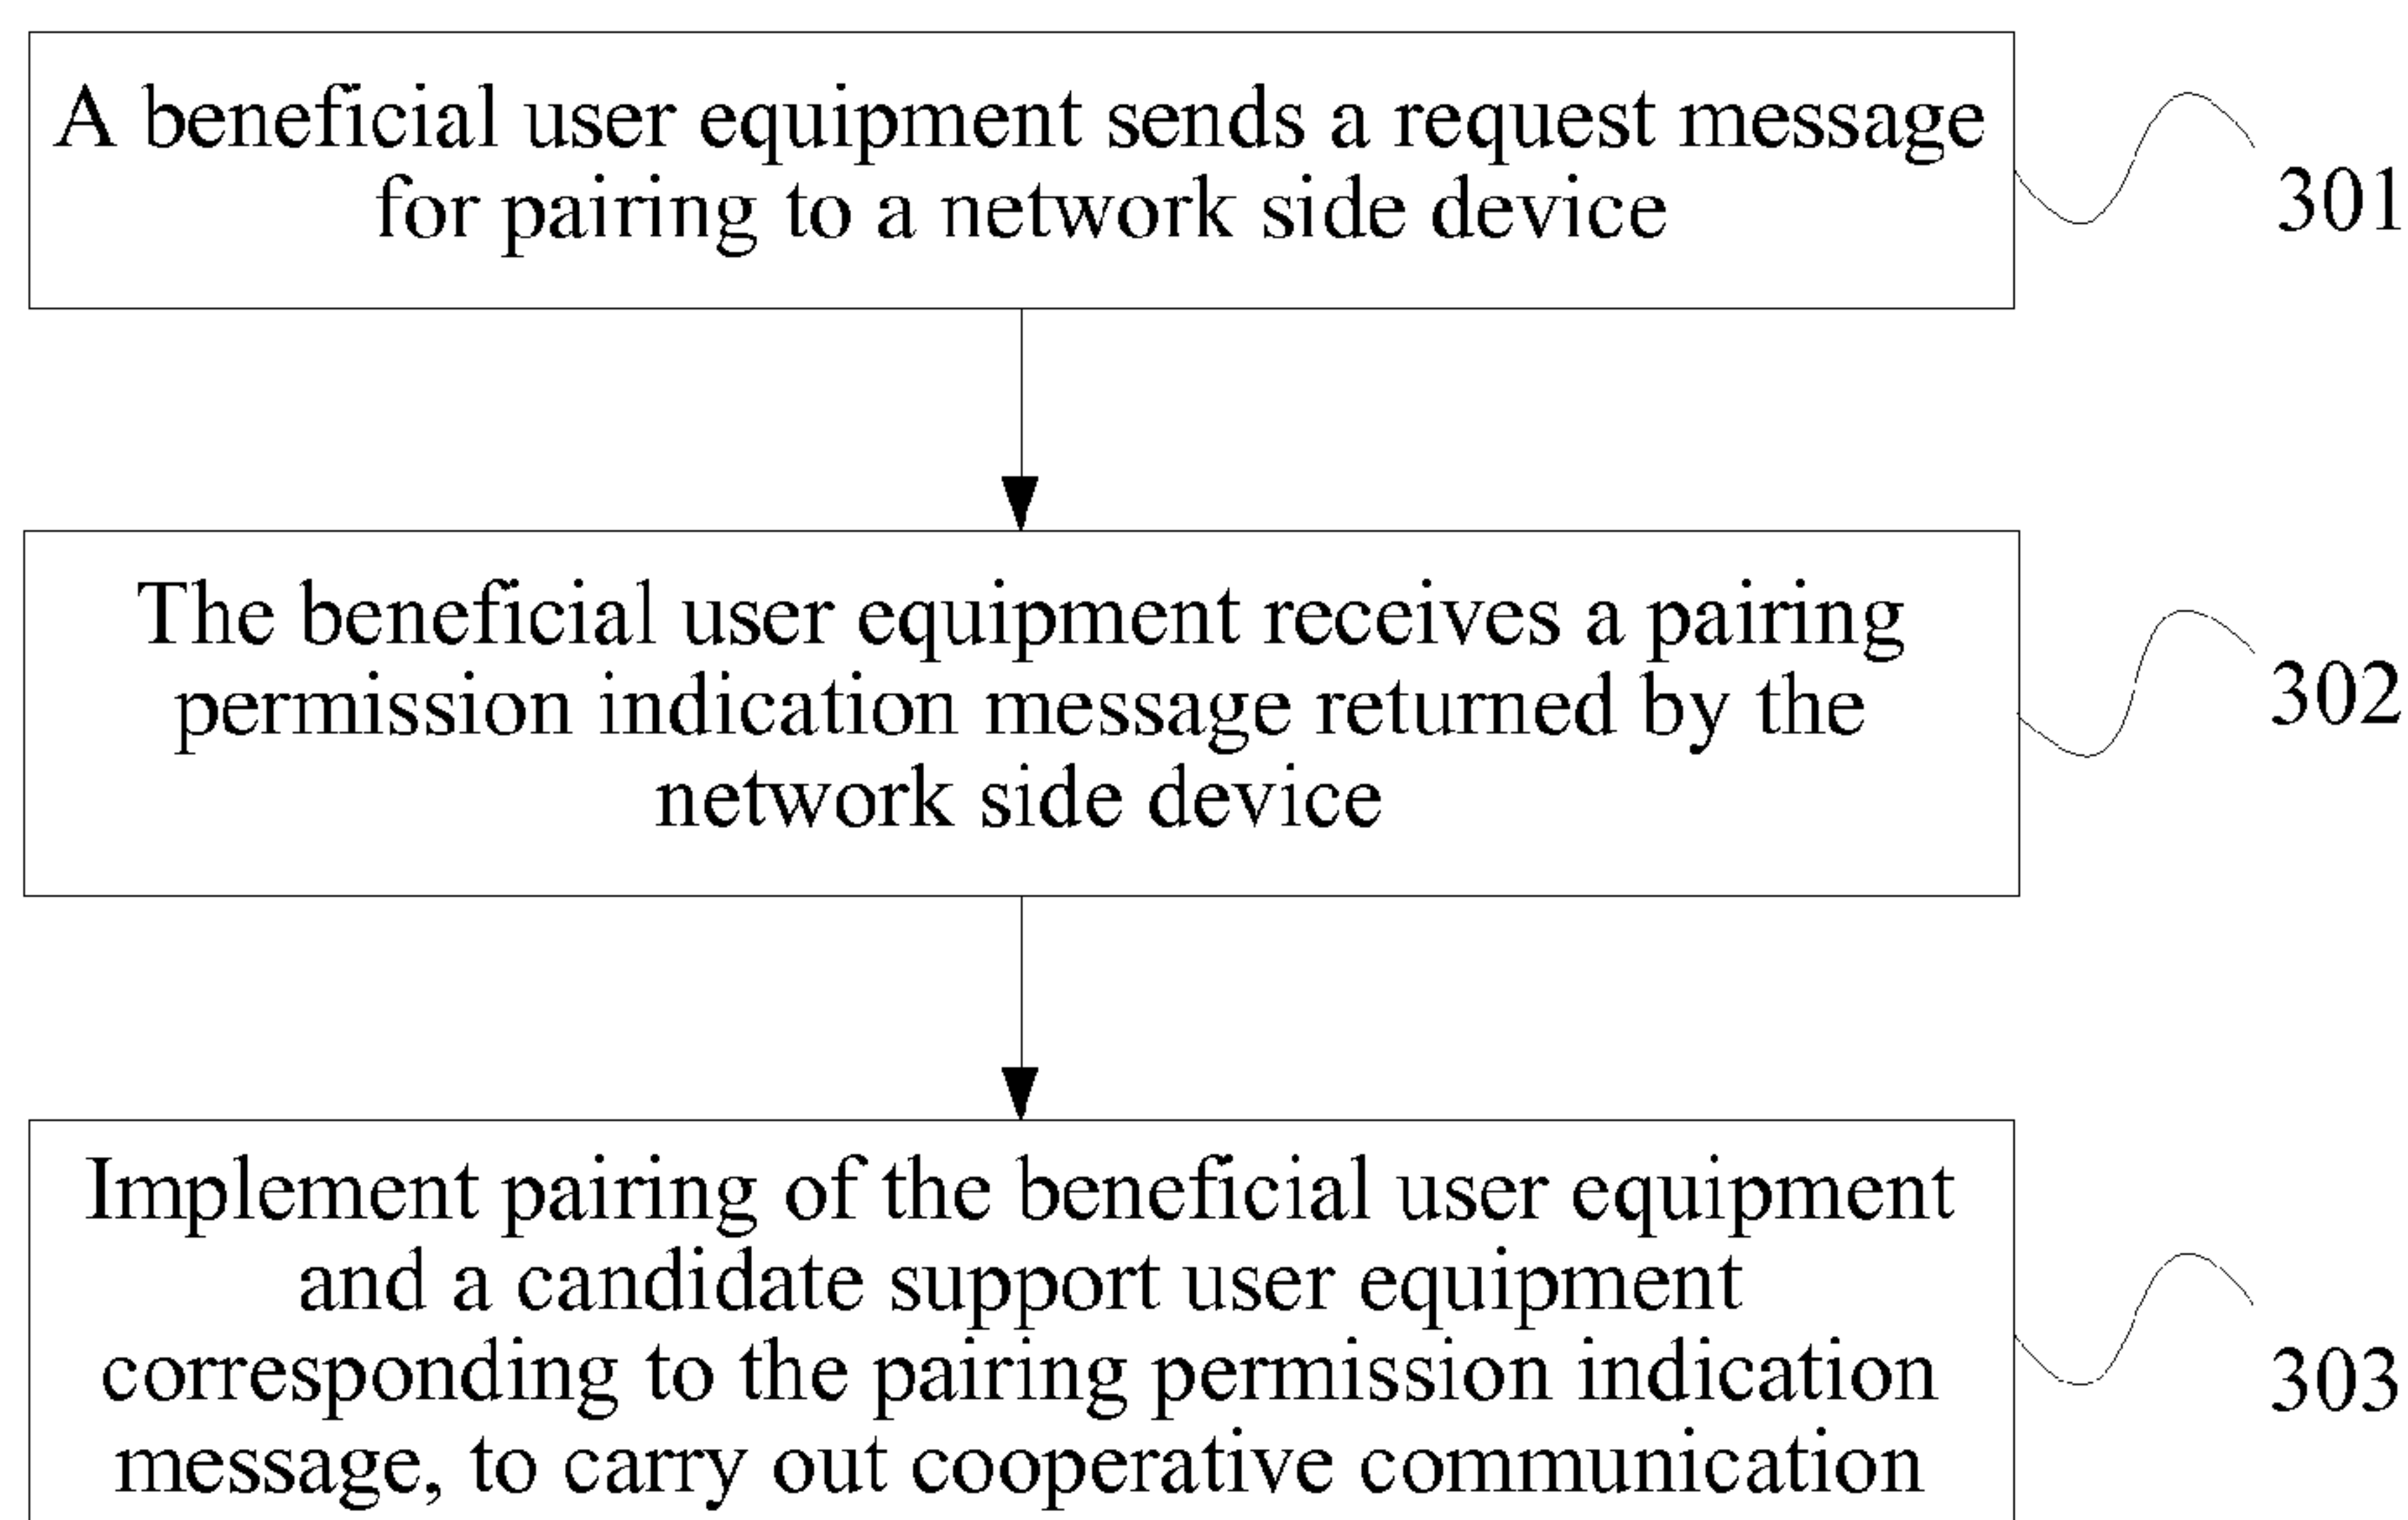 A beneficial user equipment sends a request message
for pairing to a network side device
301
The beneficial user equipment receives a pairing
permission indication message returned by the
network side device
302
Implement pairing of the beneficial user equipment
and a candidate support user equipment
corresponding to the pairing permission indication
message, to carry out cooperative communication
303